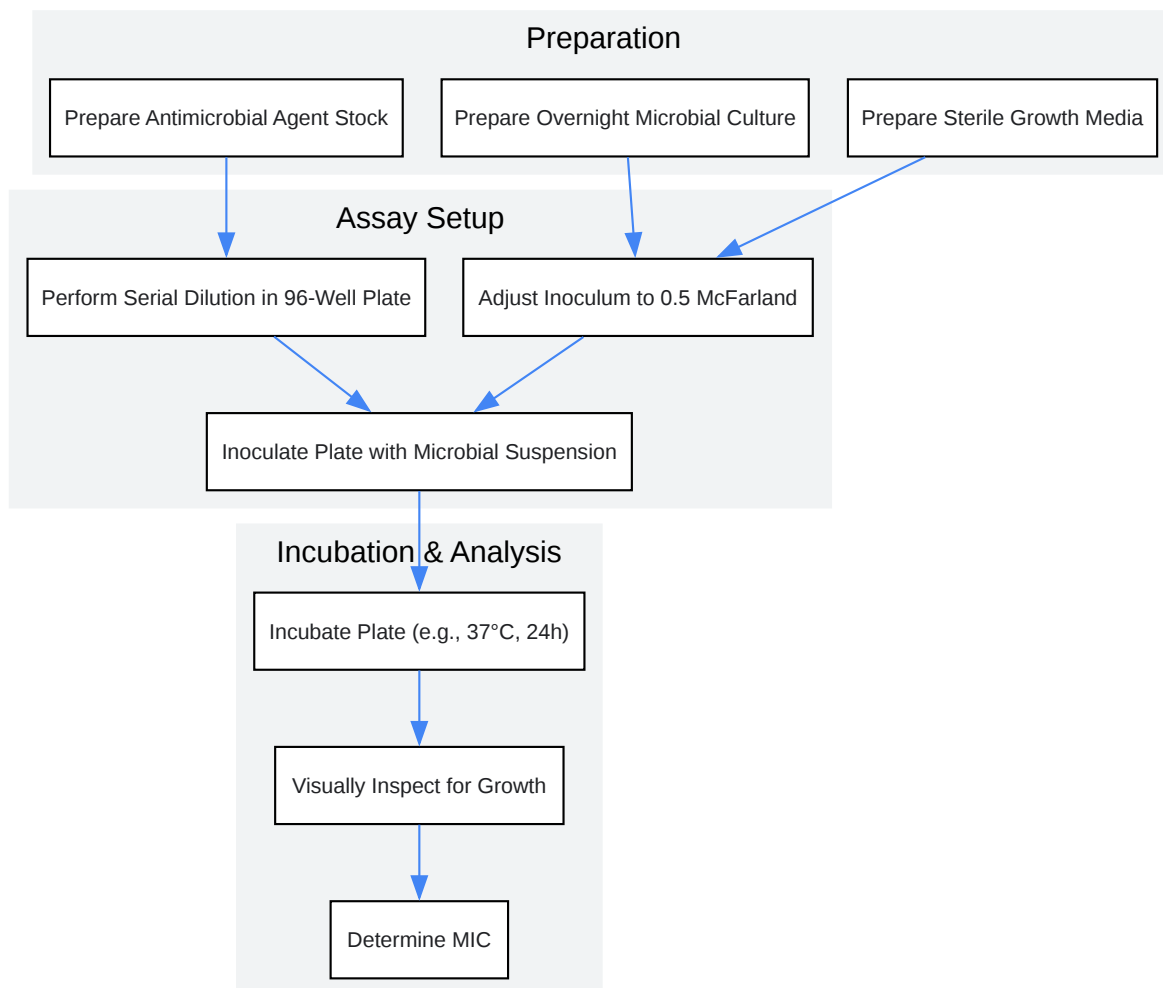 Preparation
Prepare Antimicrobial Agent Stock
Prepare Overnight Microbial Culture
Prepare Sterile Growth Media
Assay Setup
Perform Serial Dilution in 96-Well Plate
Adjust Inoculum to 0.5 McFarland
Inoculate Plate with Microbial Suspension
Incubation & Analysis
Incubate Plate (e.g., 37°C, 24h)
Visually Inspect for Growth
Determine MIC